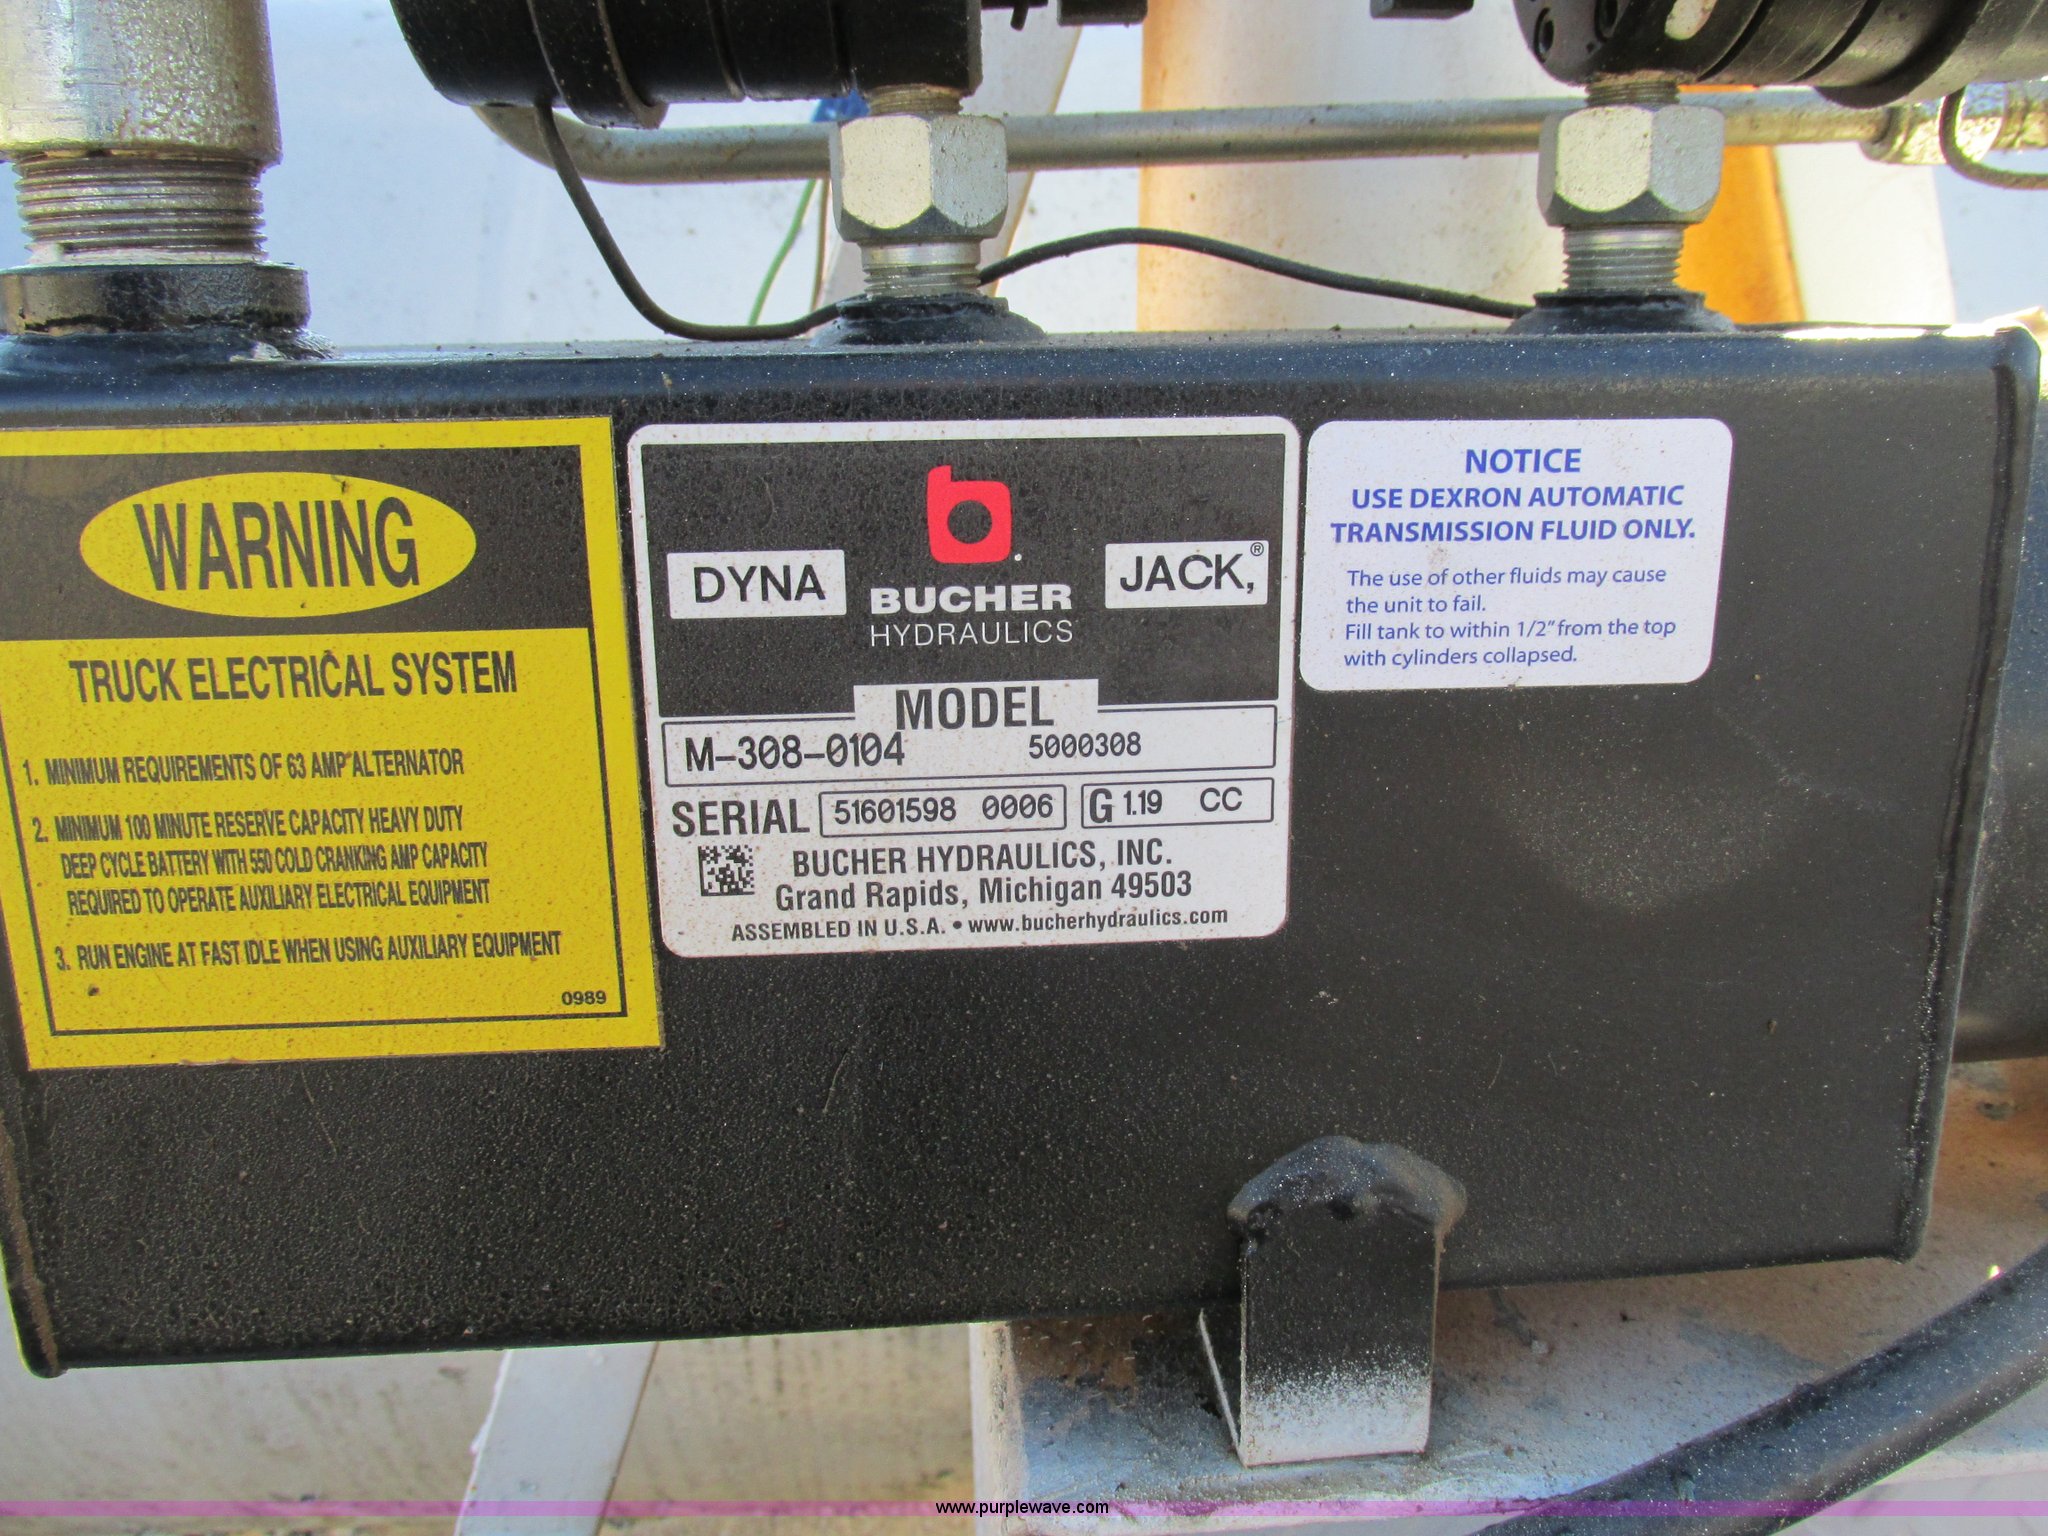 WARNING
TRUCK ELECTRICAL SYSTEM
1. MINIMUM REQUIREMENTS OF 63 AMP ALTERNATOR
2. MINIMUM 100 MINUTE RESERVE CAPACITY HEAVY DUTY
DEEP CYCLE BATTERY WITH 550 COLD CRANKING AMP CAPACITY
REQUIRED TO OPERATE AUXILIARY ELECTRICAL EQUIPMENT
3. RUN ENGINE AT FAST IDLE WHEN USING AUXILIARY EQUIPMENT
0989
DYNA
JACK,®
BUCHER
HYDRAULICS
MODEL
M-308-0104 5000308
SERIAL 51601598 0006 G 1.19 CC
BUCHER HYDRAULICS, INC.
Grand Rapids, Michigan 49503
ASSEMBLED IN U.S.A. • www.bucherhydraulics.com
NOTICE
USE DEXRON AUTOMATIC
TRANSMISSION FLUID ONLY.
The use of other fluids may cause
the unit to fail.
Fill tank to within 1/2" from the top
with cylinders collapsed.
www.purplewave.com